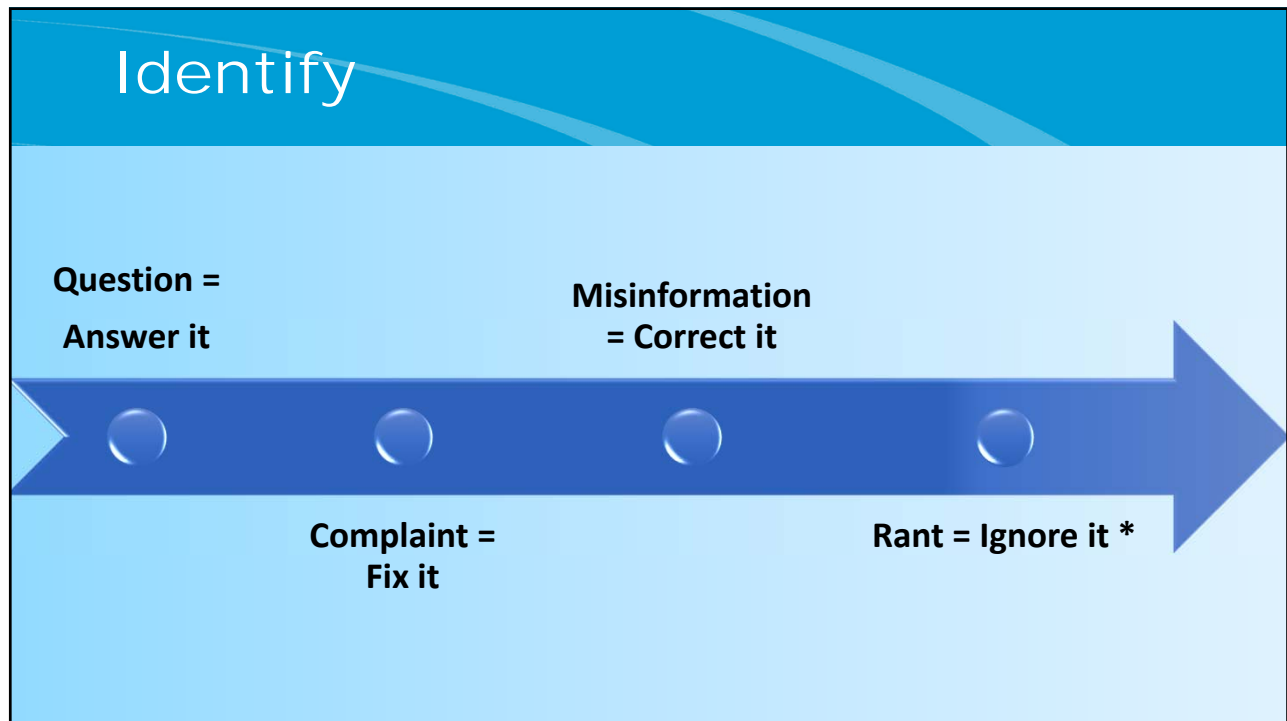 Identify
Question =
Answer it
Complaint =
Fix it
Misinformation
= Correct it
Rant = Ignore it *